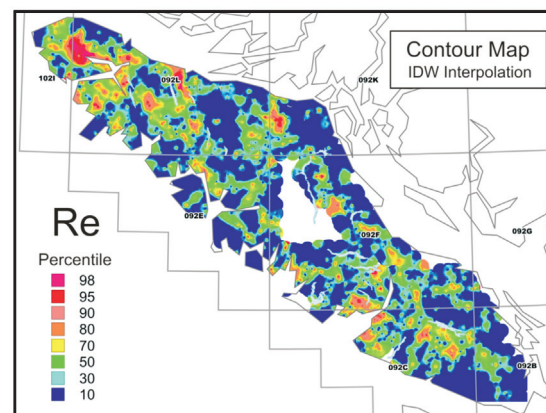 Contour Map
IDW Interpolation
102I
092L
092K
092E
092F
092G
092C
092B
Re
Percentile
98
95
90
80
70
50
30
10